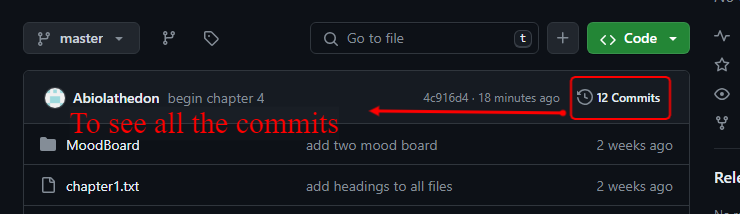 No
master
Go to file
t
Code
Abiolathedon begin chapter 4
4c916d4 · 18 minutes ago
12 Commits
To see all the commits
MoodBoard
add two mood board
2 weeks ago
chapter1.txt
add headings to all files
2 weeks ago
Rele